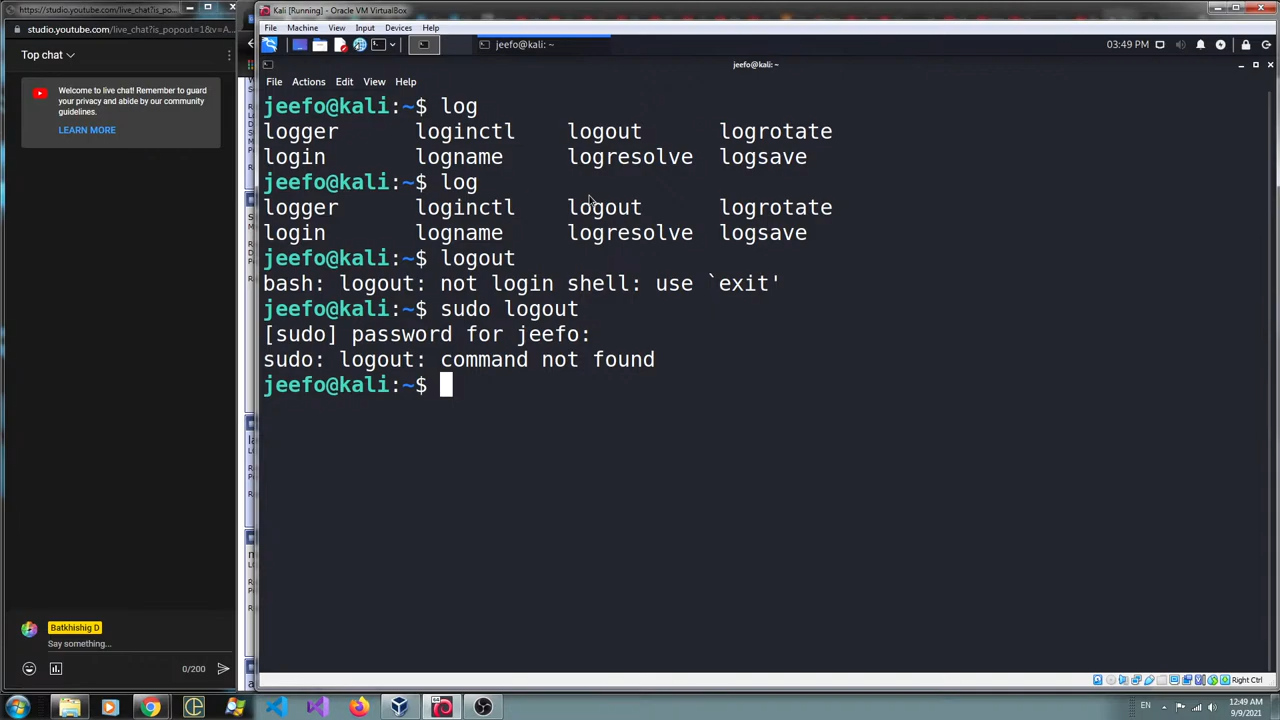 https://studio.youtube.com/live_chat?is_po...
studio.youtube.com/live_chat?is_popout=1&v=A
Top chat
Welcome to live chat! Remember to guard
your privacy and abide by our community
guidelines.
LEARN MORE
Batkhishig D
Say something...
0/200
Kali [Running] - Oracle VM VirtualBox
File Machine View Input Devices Help
jeefo@kali: ~
03:49 PM
jeefo@kali: ~
File Actions Edit View Help
jeefo@kali:~$ log
logger loginctl logout logrotate
login logname logresolve logsave
jeefo@kali:~$ log
logger loginctl logout logrotate
login logname logresolve logsave
jeefo@kali:~$ logout
bash: logout: not login shell: use `exit'
jeefo@kali:~$ sudo logout
[sudo] password for jeefo:
sudo: logout: command not found
jeefo@kali:~$
Right Ctrl
EN
12:49 AM
9/9/2021